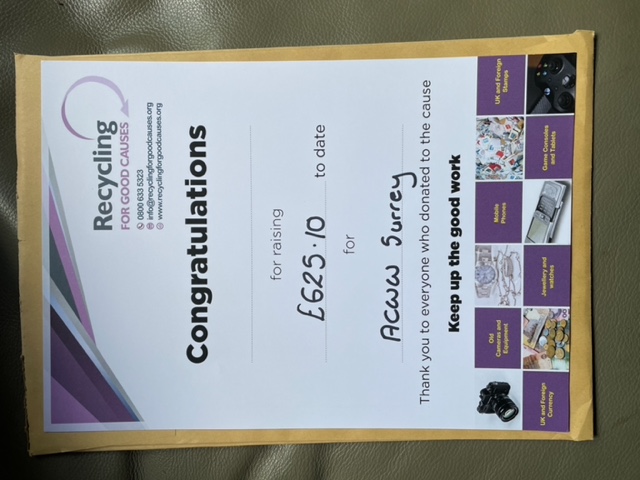 Recycling
FOR GOOD CAUSES
0800 633 5323
info@recyclingforgoodcauses.org
www.recyclingforgoodcauses.org
Congratulations
for raising
£625.10 to date
for
ACWW Surrey
Thank you to everyone who donated to the cause
Keep up the good work
Old Cameras and Equipment
Mobile Phones
UK and Foreign Stamps
UK and Foreign Currency
Jewellery and watches
Game Consoles and Tablets